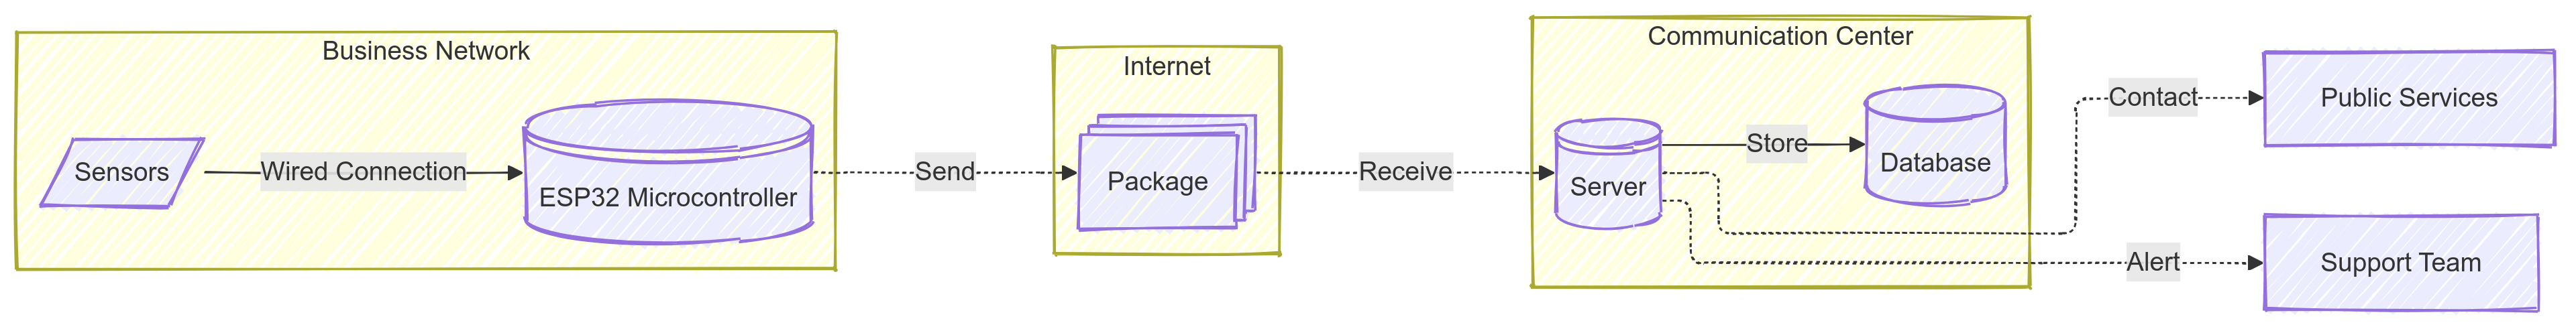 Business Network
Sensors
Wired Connection
ESP32 Microcontroller
Send
Internet
Package
Receive
Communication Center
Server
Store
Database
Contact
Public Services
Alert
Support Team